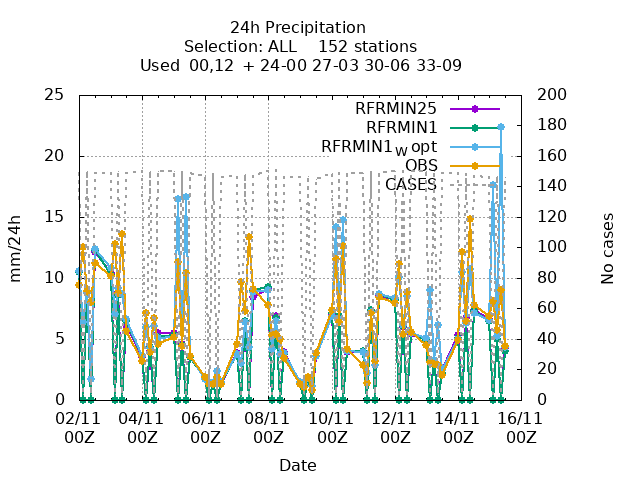 24h Precipitation
Selection: ALL    152 stations
Used  00,12  + 24-00 27-03 30-06 33-09
25
20
15
10
5
0
mm/24h
200
180
160
140
120
100
80
60
40
20
0
No cases
RFRMIN25
RFRMIN1
RFRMIN1w opt
OBS
CASES
02/11 04/11 06/11 08/11 10/11 12/11 14/11 16/11
00Z 00Z 00Z 00Z 00Z 00Z 00Z 00Z
Date